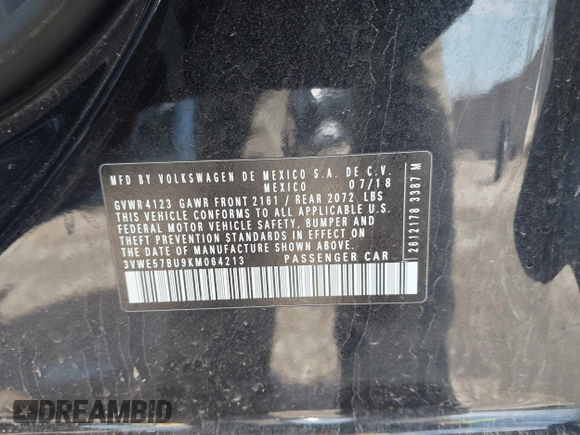 MFD BY VOLKSWAGEN DE MEXICO S.A. DE C.V.
MEXICO 07/18
GVWR 4123 GAWR FRONT 2161 / REAR 2072 LBS
THIS VEHICLE CONFORMS TO ALL APPLICABLE U.S.
FEDERAL MOTOR VEHICLE SAFETY, BUMPER AND
THEFT PREVENTION STANDARDS IN EFFECT ON
THE DATE OF MANUFACTURE SHOWN ABOVE.
3VWE57BU9KM064213 PASSENGER CAR
2612178 3387 M
DREAMBID